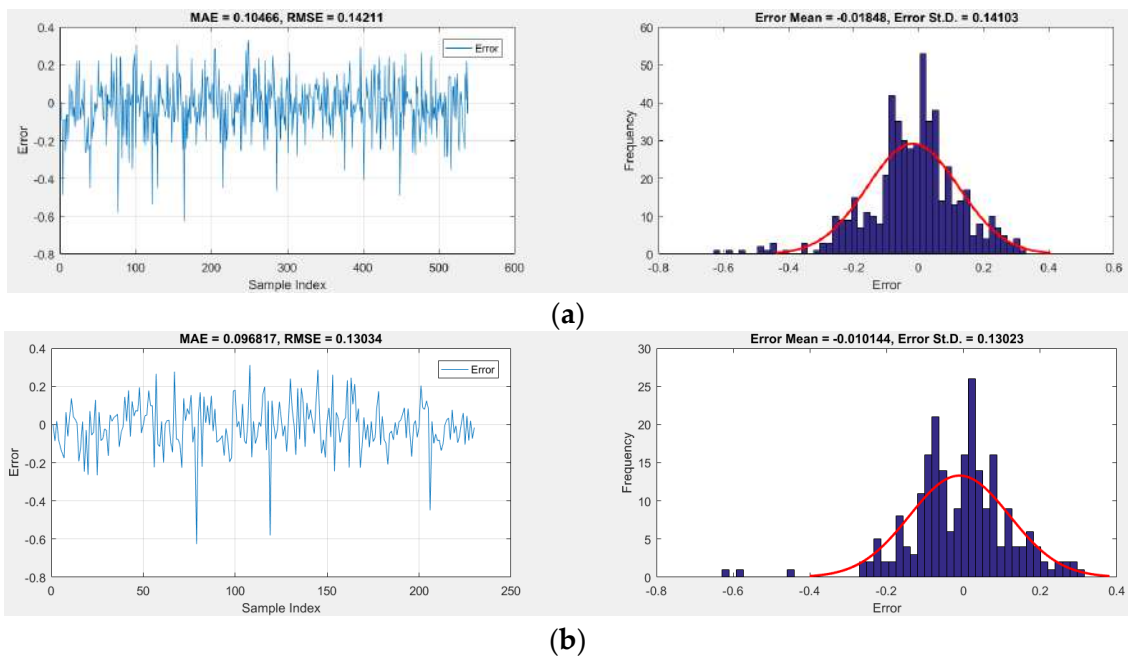 MAE = 0.10466, RMSE = 0.14211
0.4
0.2
0
-0.2
-0.4
-0.6
-0.8
Error
Error
0 100 200 300 400 500 600
Sample Index
Error Mean = -0.01848, Error St.D. = 0.14103
60
50
40
30
20
10
0
Frequency
-0.8 -0.6 -0.4 -0.2 0 0.2 0.4 0.6
Error
(a)
MAE = 0.096817, RMSE = 0.13034
0.4
0.2
0
-0.2
-0.4
-0.6
-0.8
Error
Error
0 50 100 150 200 250
Sample Index
Error Mean = -0.010144, Error St.D. = 0.13023
30
25
20
15
10
5
0
Frequency
-0.8 -0.6 -0.4 -0.2 0 0.2 0.4
Error
(b)